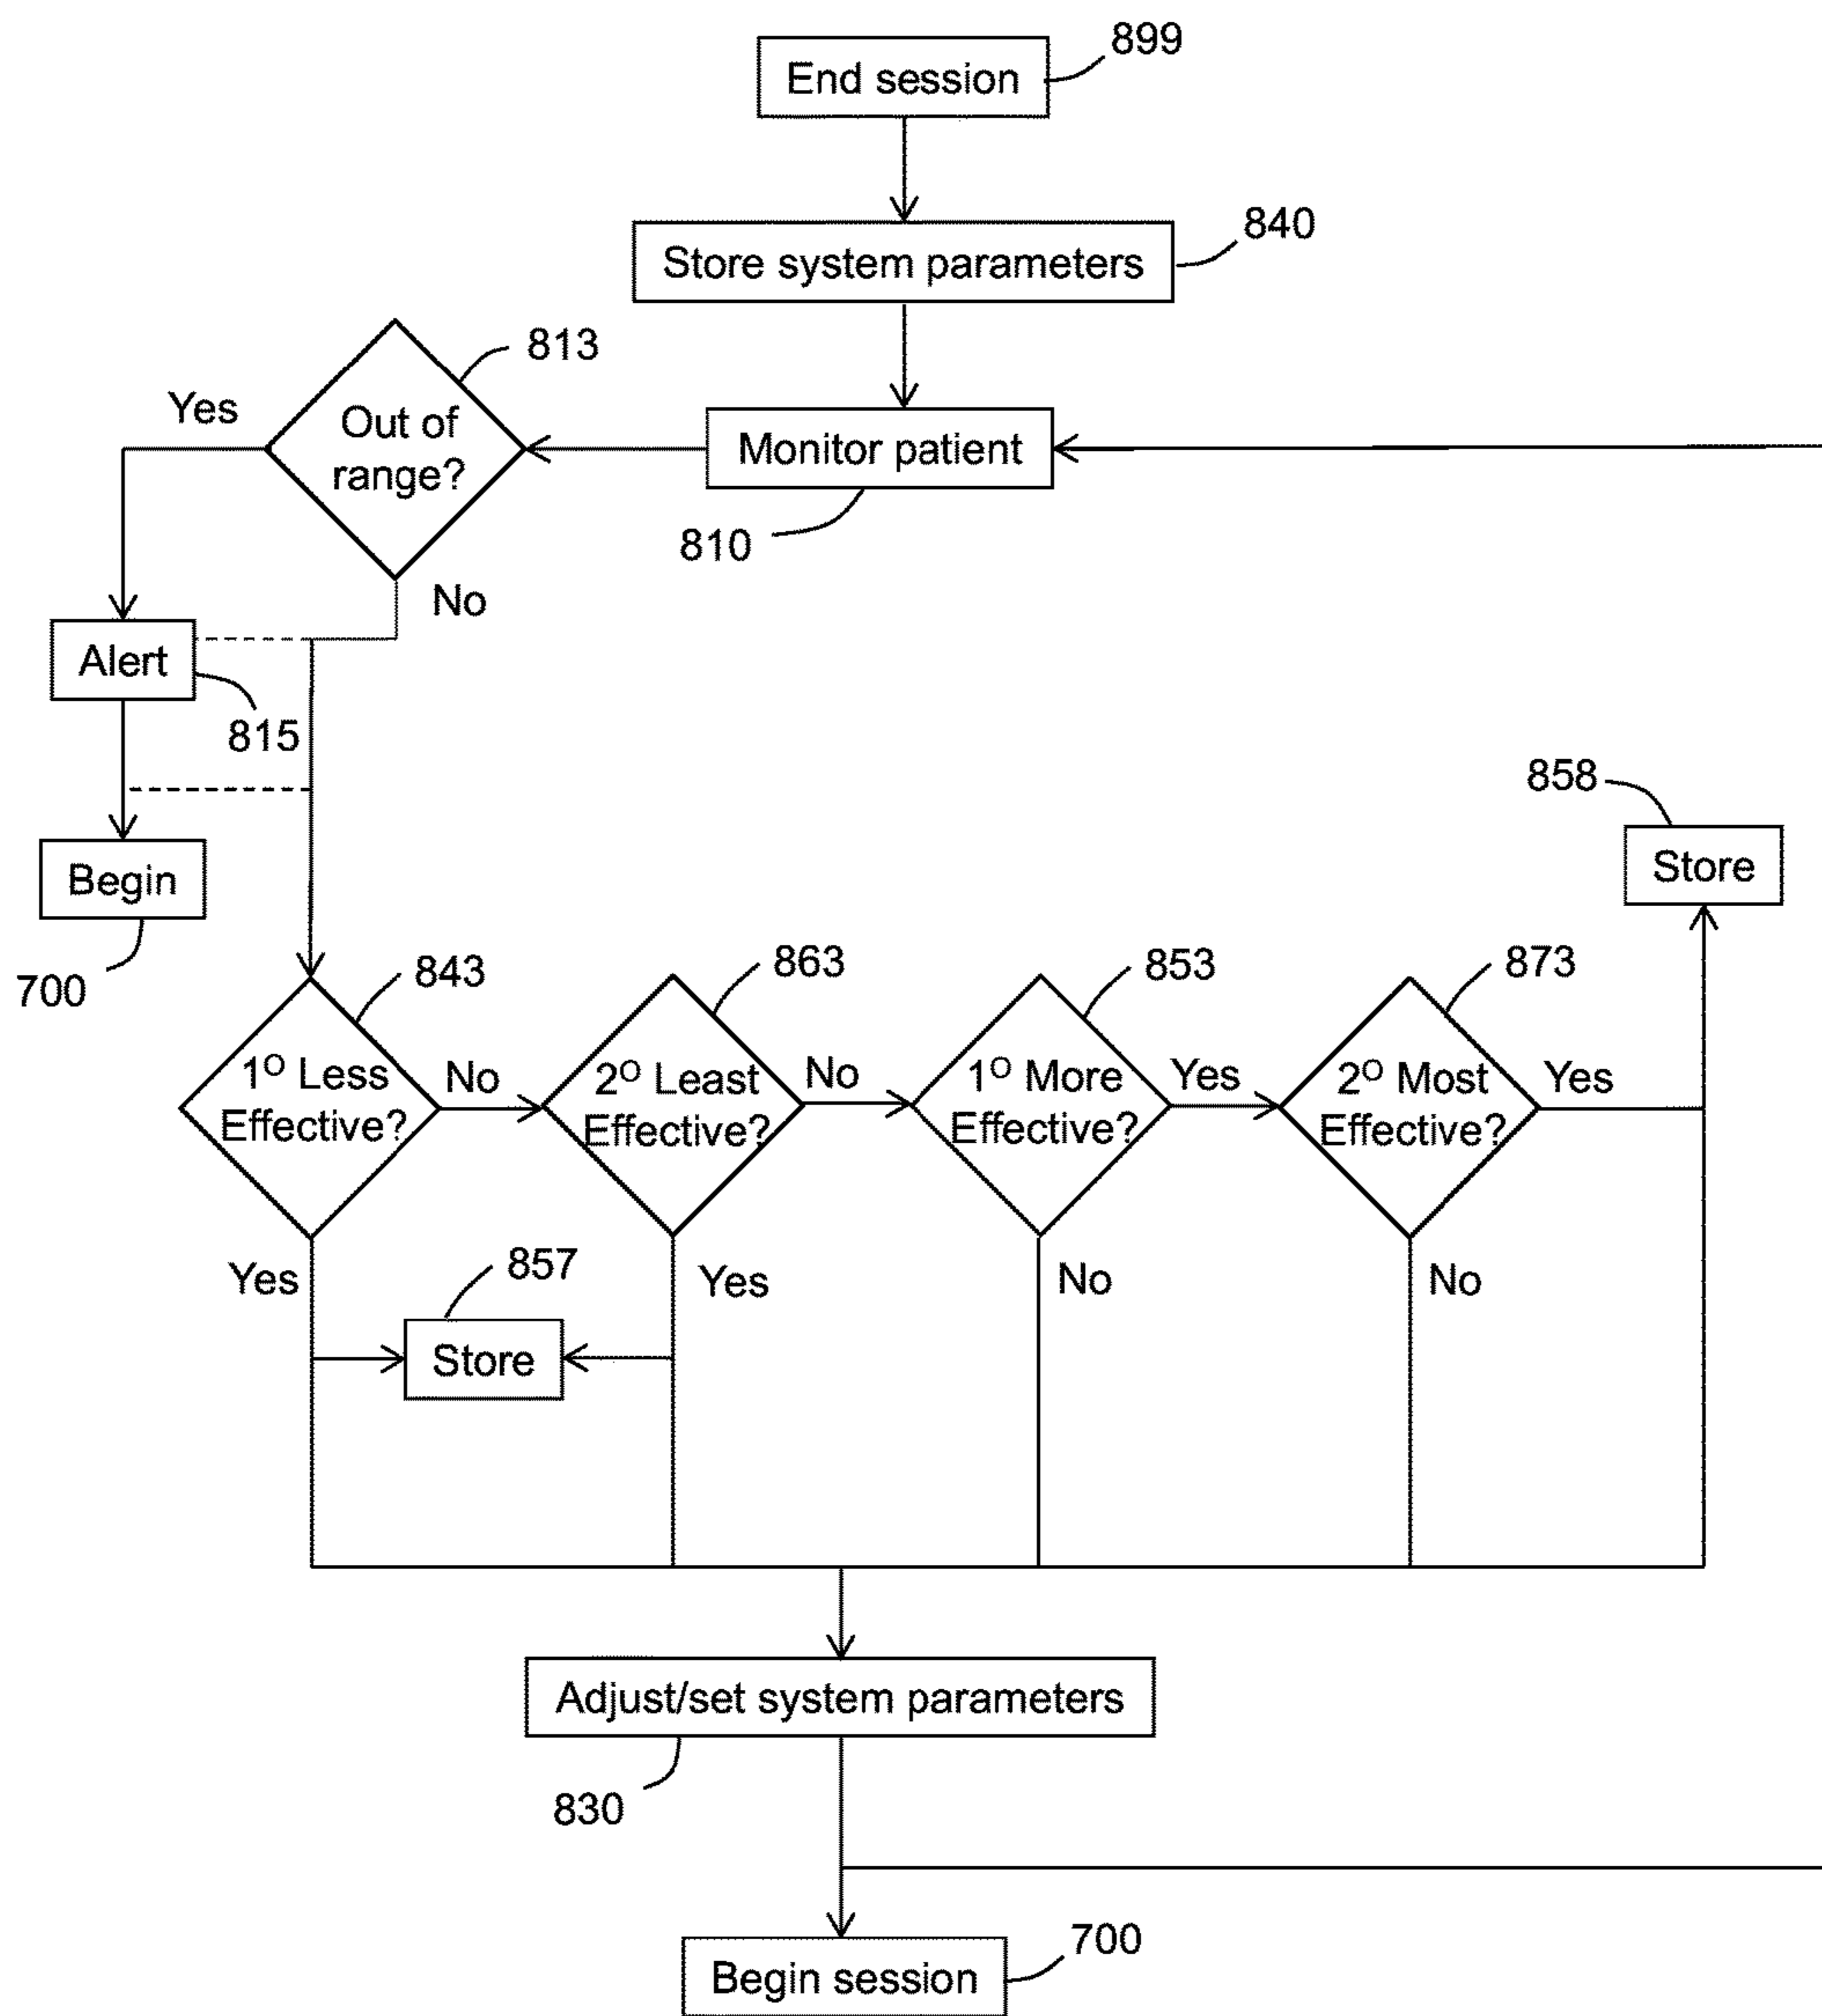 End session
899
Store system parameters
840
813
Yes
Out of
range?
Monitor patient
810
No
Alert
815
858
Begin
Store
700
843
863
853
873
1º Less
Effective?
No
2º Least
Effective?
No
1º More
Effective?
Yes
2º Most
Effective?
Yes
Yes
857
Yes
No
No
Store
Adjust/set system parameters
830
700
Begin session